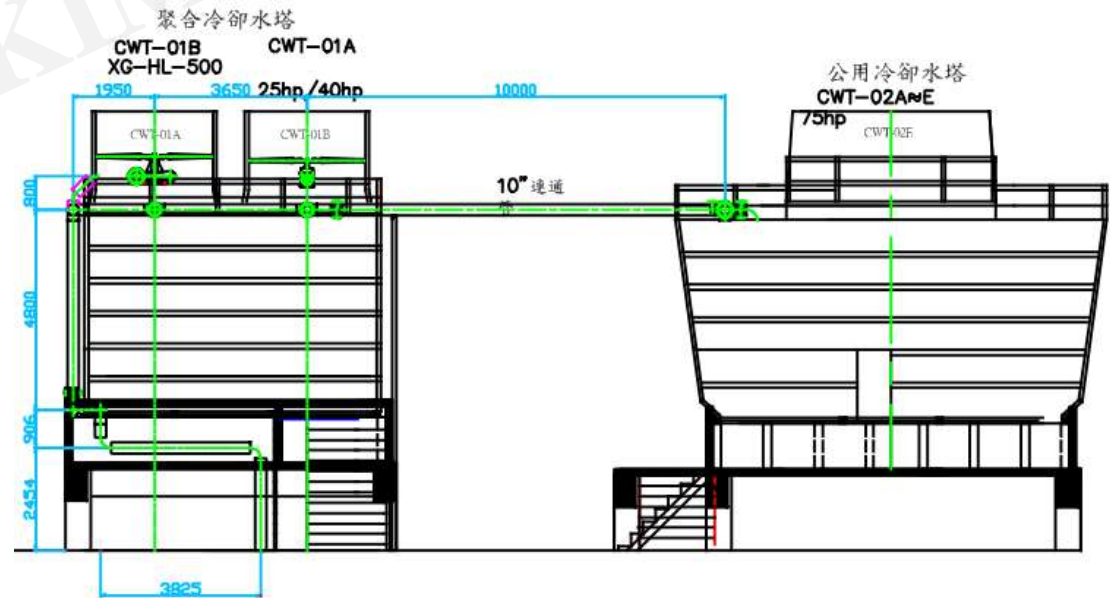 聚合冷卻水塔
CWT-01B
XG-HL-500
CWT-01A
25hp/40hp
1950
3650
10000
公用冷卻水塔
CWT-02A≈E
75hp
CWT-01A
CWT-01B
CWT-02E
10" 連通
管
800
4800
906
2454
3825